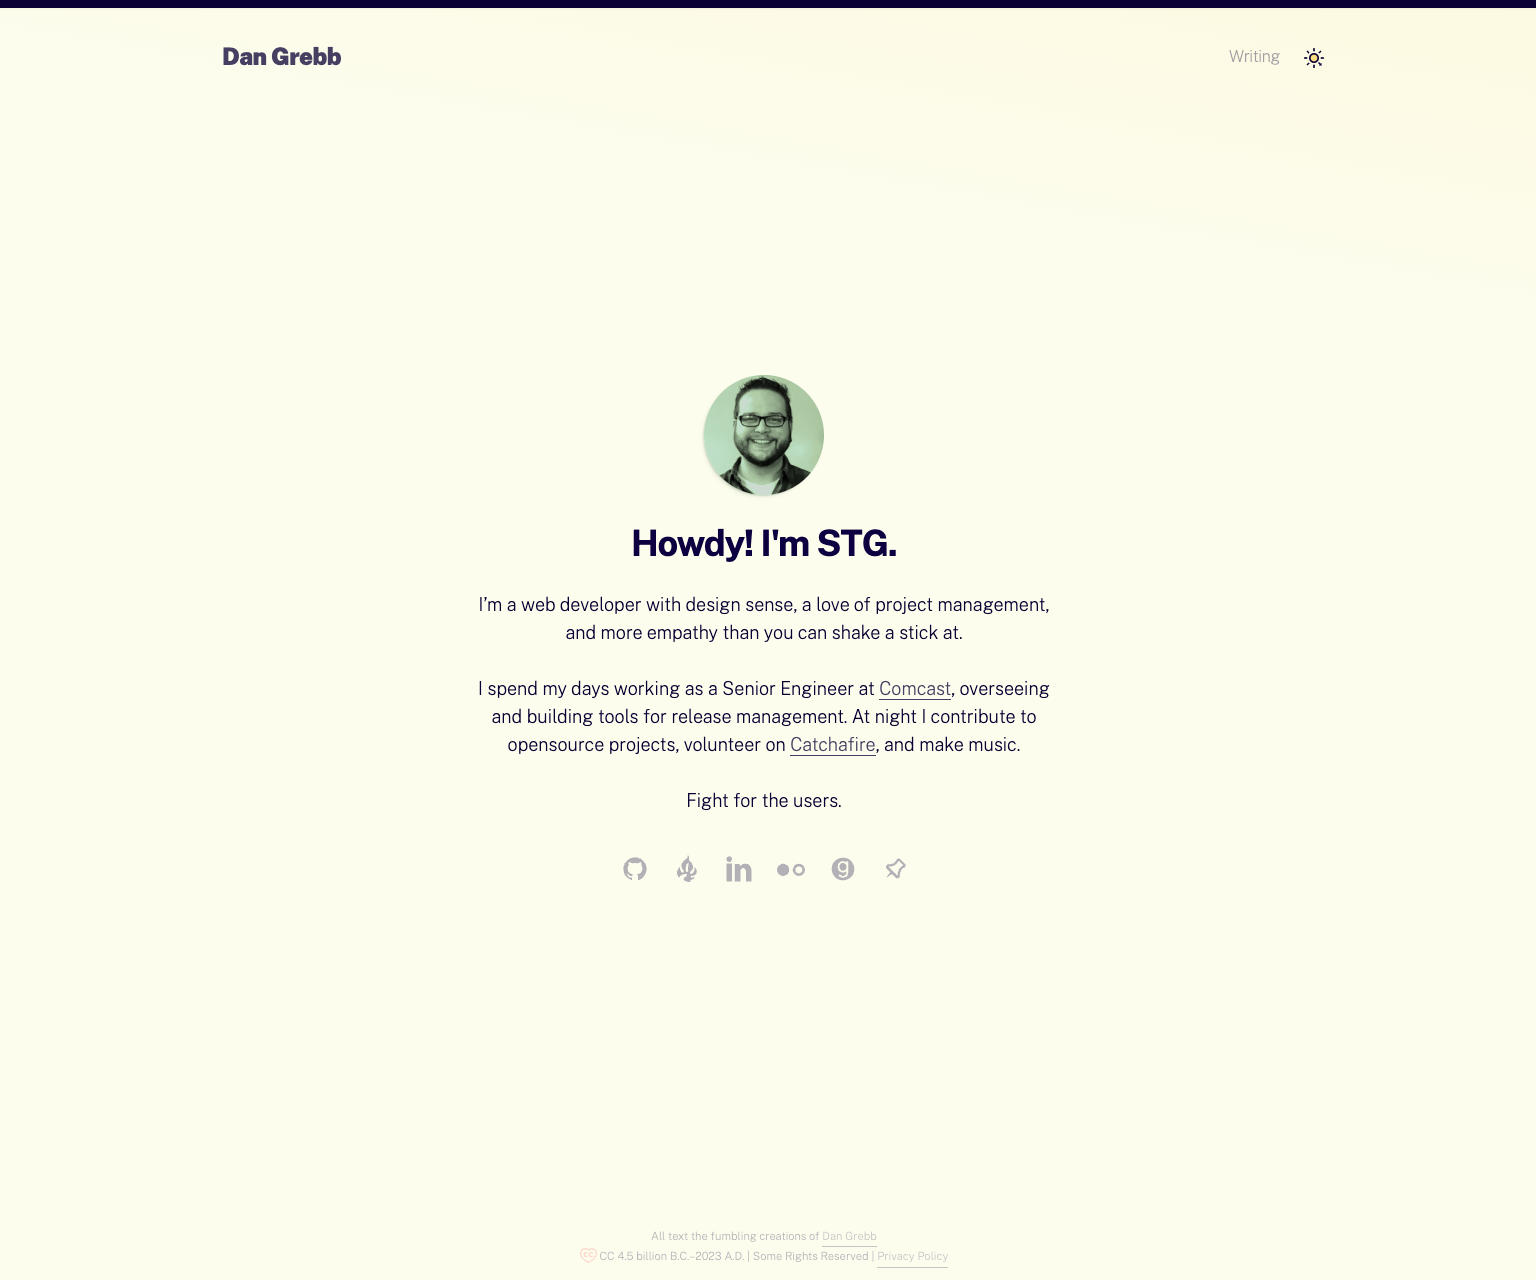 Dan Grebb
Writing
Howdy! I'm STG.
I’m a web developer with design sense, a love of project management,
and more empathy than you can shake a stick at.
I spend my days working as a Senior Engineer at Comcast, overseeing
and building tools for release management. At night I contribute to
opensource projects, volunteer on Catchafire, and make music.
Fight for the users.
All text the fumbling creations of Dan Grebb
CC 4.5 billion B.C.–2023 A.D. | Some Rights Reserved | Privacy Policy